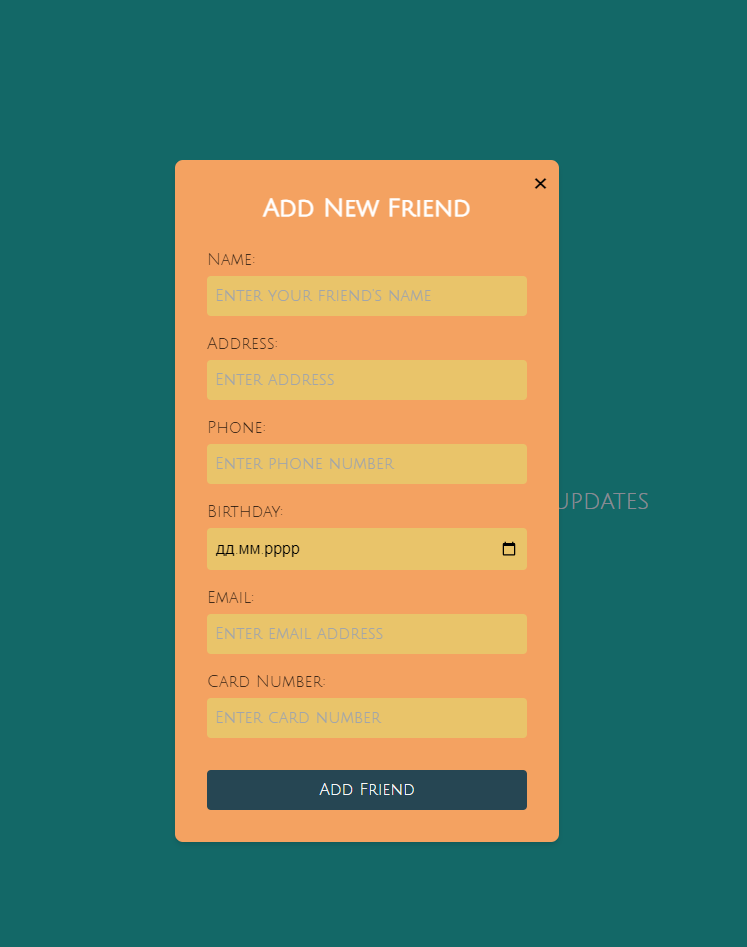 Add New Friend
Name:
Enter your friend's name
Address:
Enter address
Phone:
Enter phone number
updates
Birthday:
дд.мм.рррр
Email:
Enter email address
Card Number:
Enter card number
Add Friend